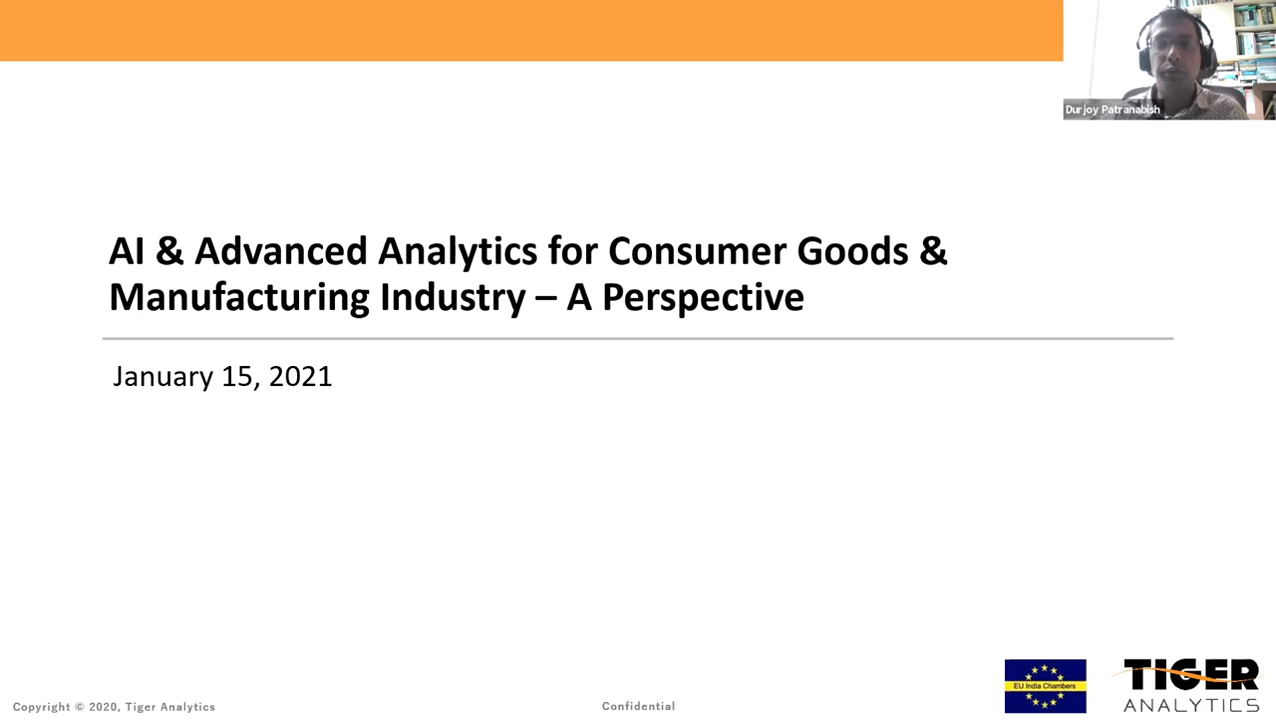 Durjoy Patranabish
AI & Advanced Analytics for Consumer Goods &
Manufacturing Industry – A Perspective
January 15, 2021
EU India Chambers
TIGER
ANALYTICS
Copyright © 2020, Tiger Analytics
Confidential